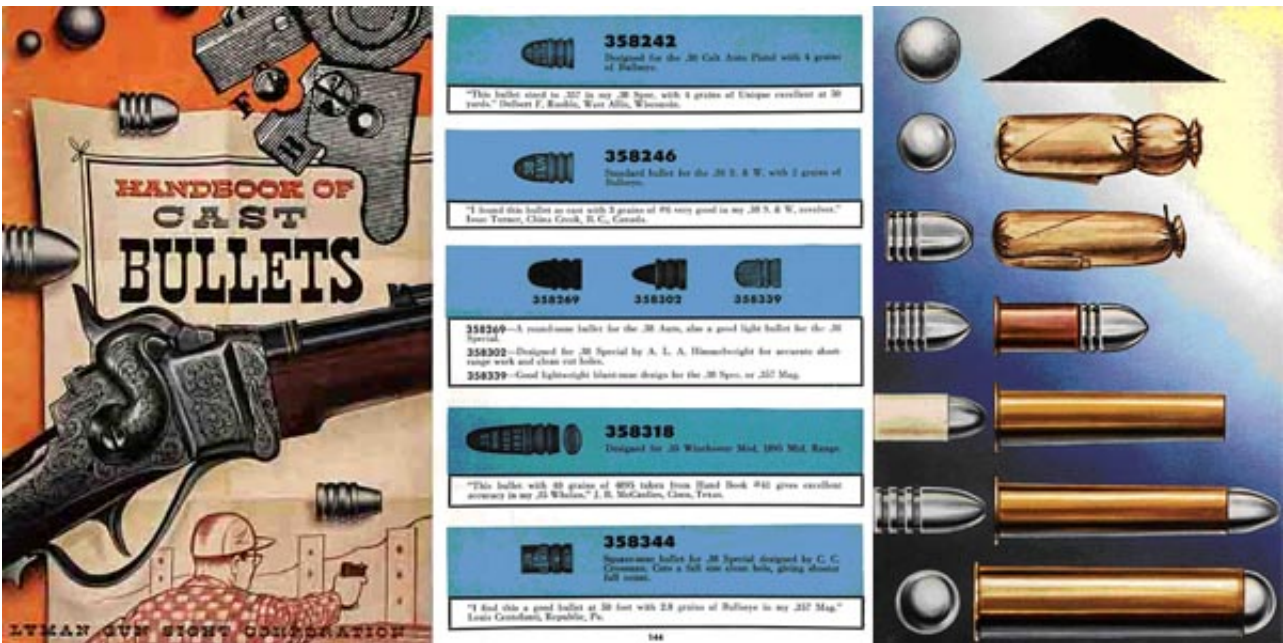 F
H
HANDBOOK OF
CAST
BULLETS
LYMAN GUN SIGHT CORPORATION
358242
Designed for the .38 Colt Auto Pistol with 4 grains
of Bullseye.
"This bullet sized to .357 in my .38 Spec. with 4 grains of Unique excellent at 50
yards." Delbert F. West Allis, Wisconsin.
358246
Standard bullet for the .38 S. & W. with 2 grains of
Bullseye.
"I found this bullet as cast with 3 grains of #6 very good in my .38 S. & W. revolver."
Isaac Turner, China Creek, B. C., Canada.
358269 358302 358339
358269—A round-nose bullet for the .38 Auto, also a good light bullet for the .38
Special.
358302—Designed for .38 Special by A. L. A. Himmelwright for accurate short-
range work and clean cut holes.
358339—Good lightweight blunt-nose design for the .38 Spec. or .357 Mag.
358318
Designed for .35 Winchester Mod. 1895 Mid. Range.
"This bullet with 40 grains of 4895 taken from Hand Book #41 gives excellent
accuracy in my .35 Whelan." J. B. Cisco, Texas.
358344
Square-nose bullet for .38 Special designed by C. C.
Crossman. Cuts a full size clean hole, giving shooter
full count.
"I find this a good bullet at 50 feet with 2.8 grains of Bullseye in my .357 Mag."
Louis Republic, Pa.
144